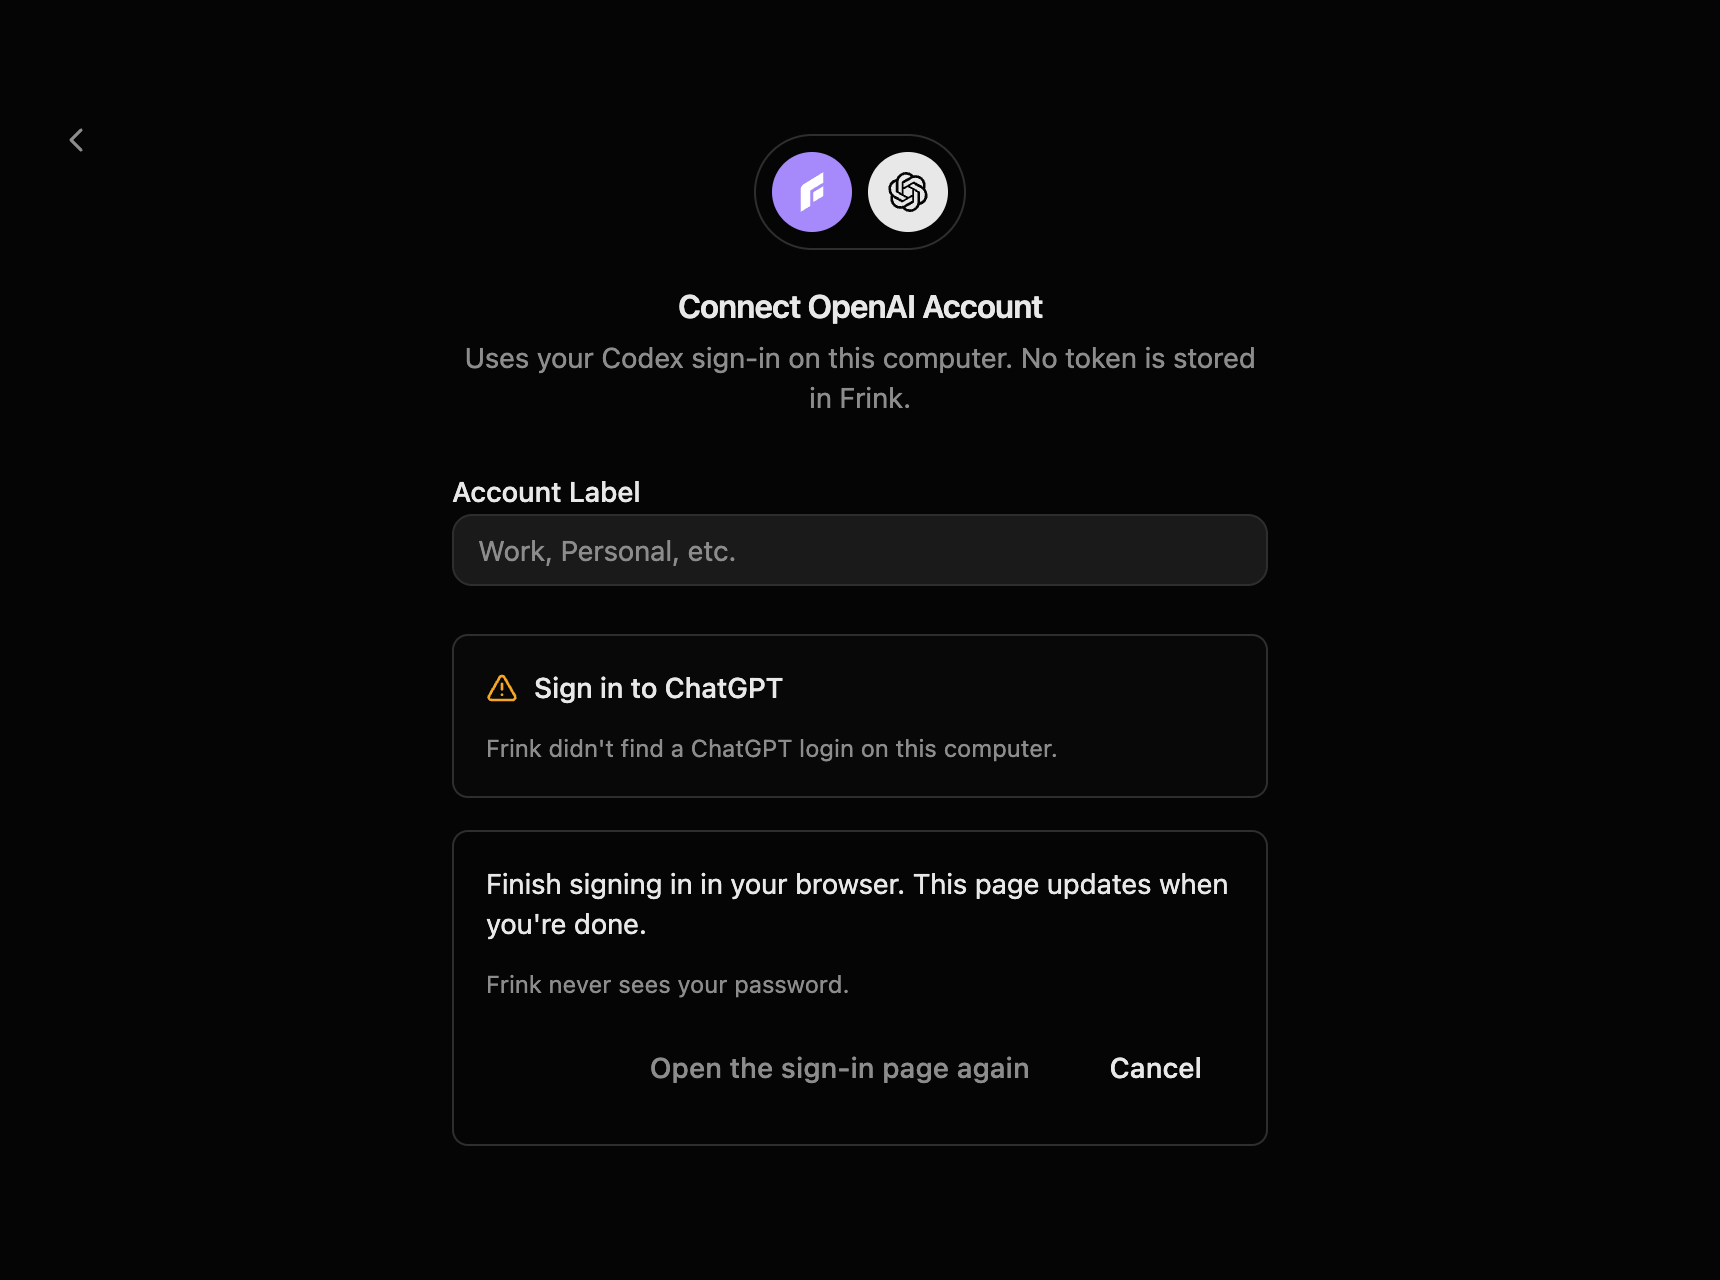 Connect OpenAI Account
Uses your Codex sign-in on this computer. No token is stored
in Frink.
Account Label
Work, Personal, etc.
Sign in to ChatGPT
Frink didn't find a ChatGPT login on this computer.
Finish signing in in your browser. This page updates when
you're done.
Frink never sees your password.
Open the sign-in page again
Cancel